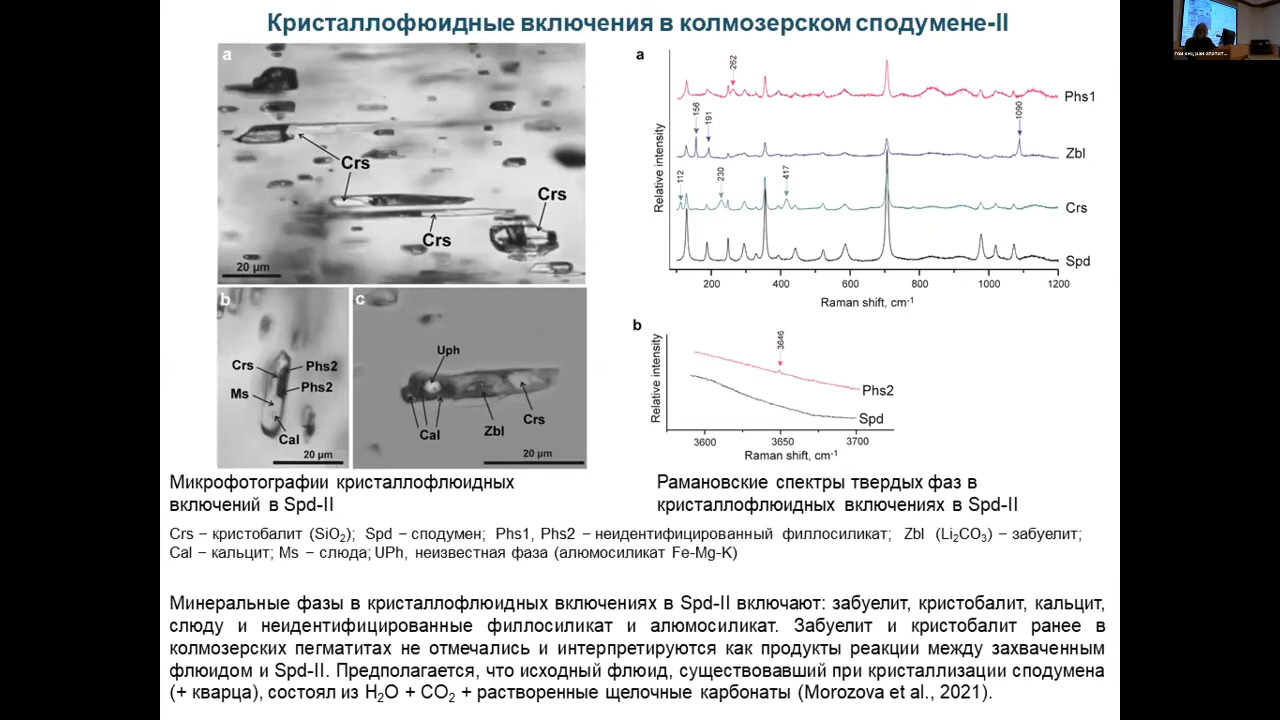 Кристаллофюидные включения в колмозерском сподумене-II
a
Crs
Crs
Crs
20 µm
b
Crs
Phs2
Phs2
Ms
Cal
20 µm
c
Uph
Cal
Zbl
Crs
20 µm
a
262
Phs1
156
191
1090
Zbl
112
230
417
Crs
Spd
Relative intensity
200
400
600
800
1000
1200
Raman shift, cm-1
b
3646
Phs2
Spd
Relative intensity
3600
3650
3700
Raman shift, cm-1
Микрофотографии кристаллофлюидных
включений в Spd-II
Рамановские спектры твердых фаз в
кристаллофлюидных включениях в Spd-II
Crs – кристобалит (SiO2); Spd – сподумен; Phs1, Phs2 – неидентифицированный филлосиликат; Zbl (Li2CO3) – забуелит;
Cal – кальцит; Ms – слюда; UPh, неизвестная фаза (алюмосиликат Fe-Mg-K)
Минеральные фазы в кристаллофлюидных включениях в Spd-II включают: забуелит, кристобалит, кальцит,
слюду и неидентифицированные филлосиликат и алюмосиликат. Забуелит и кристобалит ранее в
колмозерских пегматитах не отмечались и интерпретируются как продукты реакции между захваченным
флюидом и Spd-II. Предполагается, что исходный флюид, существовавший при кристаллизации сподумена
(+ кварца), состоял из H2O + CO2 + растворенные щелочные карбонаты (Morozova et al., 2021).